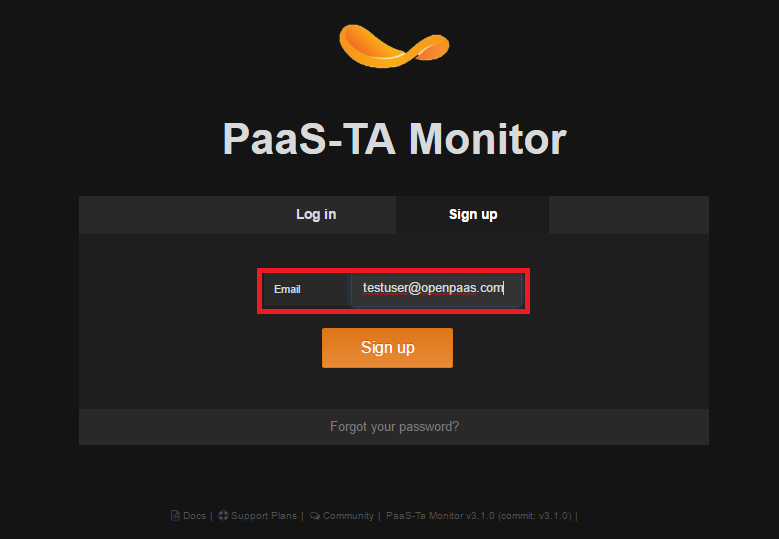 PaaS-TA Monitor
Log in Sign up
Email testuser@openpaas.com
Sign up
Forgot your password?
Docs | Support Plans | Community | PaaS-Ta Monitor v3.1.0 (commit: v3.1.0) |